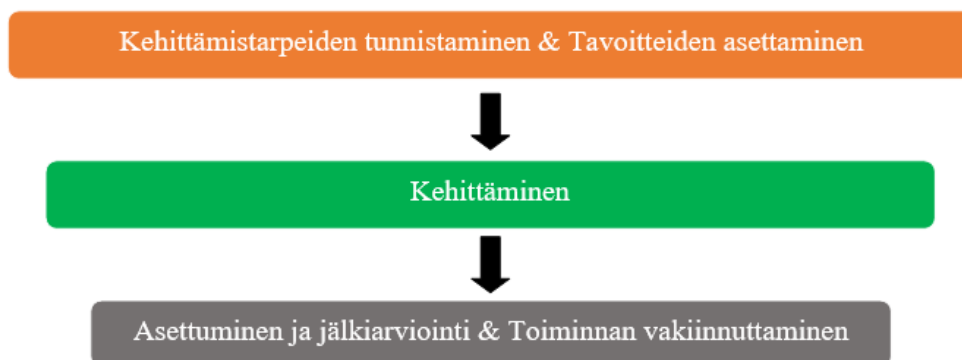 Kehittämistarpeiden tunnistaminen & Tavoitteiden asettaminen
Kehittäminen
Asettuminen ja jälkiarviointi & Toiminnan vakiinnuttaminen